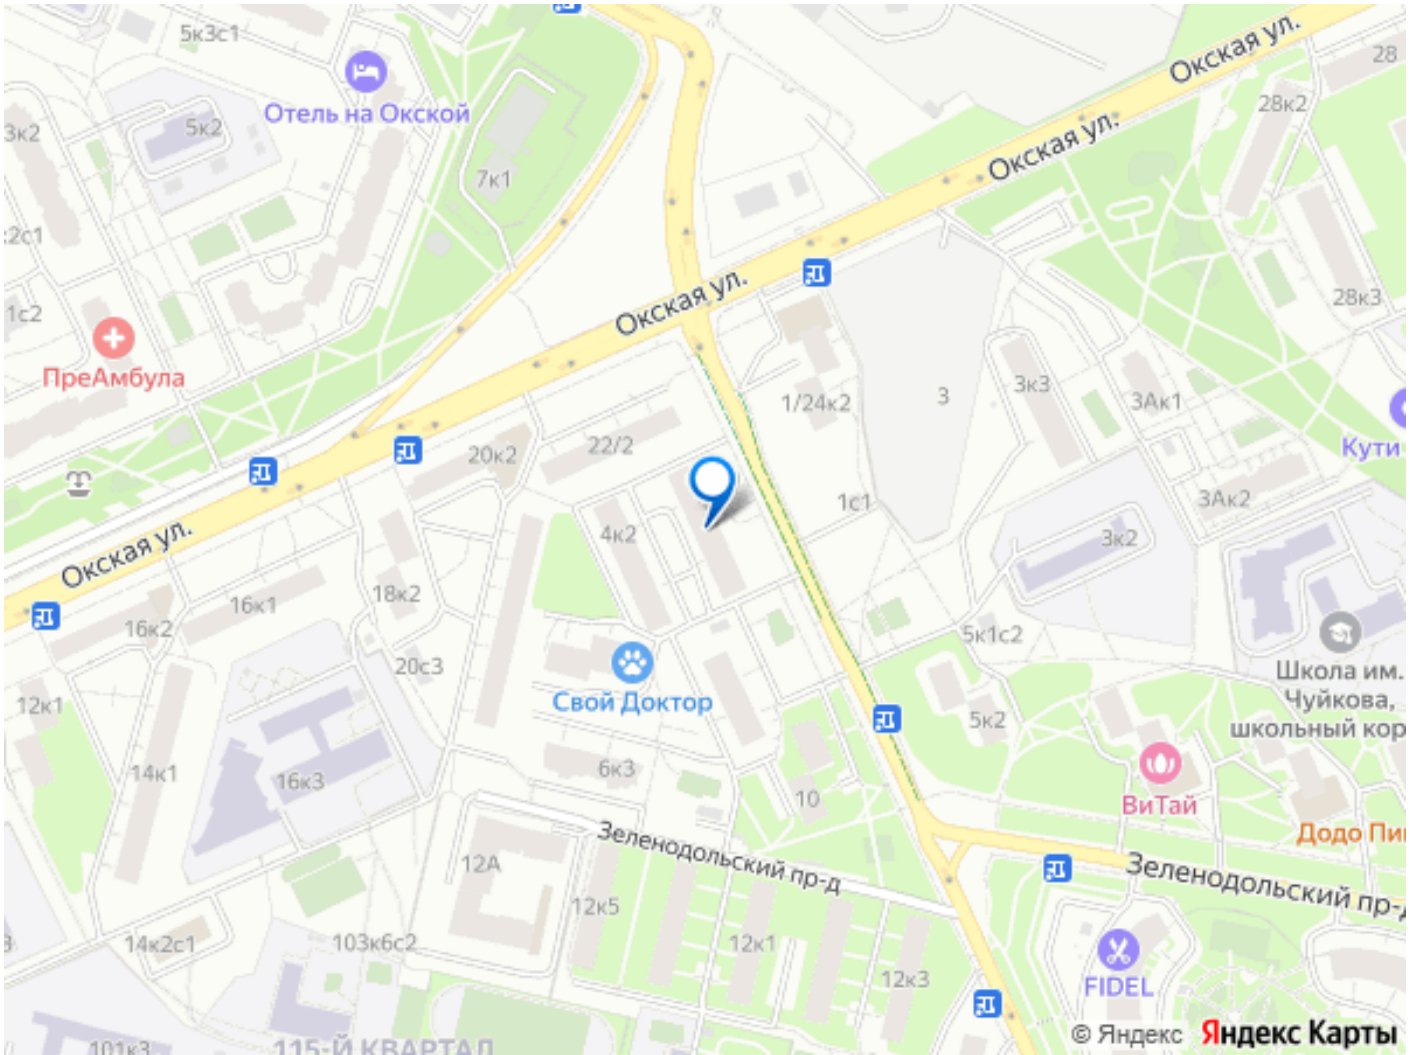 5к3с1
Отель на Окской
3к2
5к2
7к1
2с1
1с2
ПреАмбула
Окская ул.
28
28к2
Окская ул.
28к3
Окская ул.
1/24к2
3
3к3
3Ак1
Кути
20к2
22/2
3Ак2
1с1
4к2
3к2
Окская ул.
16к1
18к2
16к2
20с3
5к1с2
Школа им.
Чуйкова,
школьный кор
12к1
Свой Доктор
5к2
14к1
16к3
6к3
10
ВиТай
Додо Пи
Зеленодольский пр-д
12А
Зеленодольский пр-д
12к5
14к2с1
103к6с2
12к1
12к3
FIDEL
101к3
115-Й КВАРТАЛ
© Яндекс Яндекс Карты